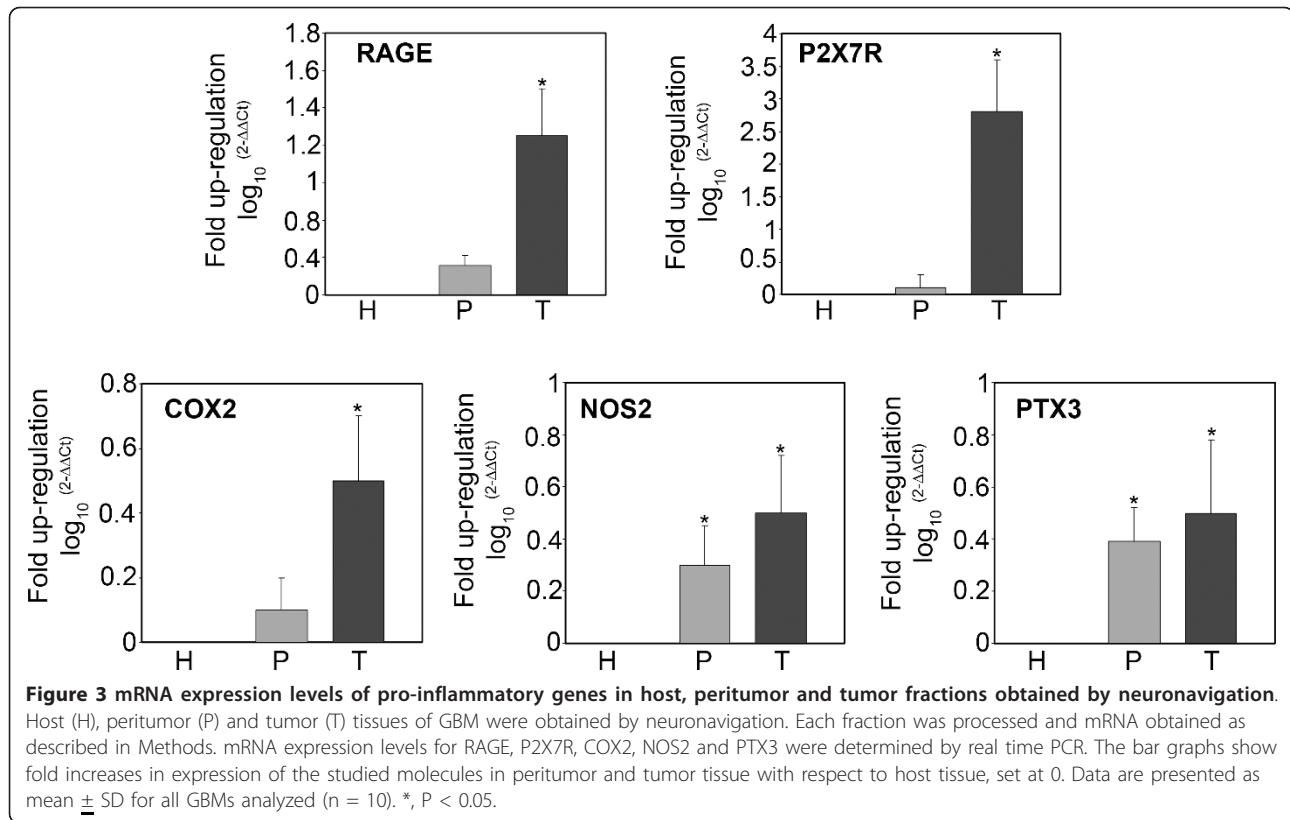 RAGE
Fold up-regulation
log10 (2-ΔΔCt)
1.8
1.6
1.4
1.2
1
0.8
0.4
0
*
H P T
P2X7R
Fold up-regulation
log10 (2-ΔΔCt)
4
3.5
3
2.5
2
1.5
1
0.5
0
*
H P T
COX2
Fold up-regulation
log10 (2-ΔΔCt)
0.8
0.6
0.4
0.2
0
*
H P T
NOS2
Fold up-regulation
log10 (2-ΔΔCt)
1
0.8
0.6
0.4
0.2
0
* *
H P T
PTX3
Fold up-regulation
log10 (2-ΔΔCt)
1
0.8
0.6
0.4
0.2
0
* *
H P T
Figure 3 mRNA expression levels of pro-inflammatory genes in host, peritumor and tumor fractions obtained by neuronavigation.
Host (H), peritumor (P) and tumor (T) tissues of GBM were obtained by neuronavigation. Each fraction was processed and mRNA obtained as
described in Methods. mRNA expression levels for RAGE, P2X7R, COX2, NOS2 and PTX3 were determined by real time PCR. The bar graphs show
fold increases in expression of the studied molecules in peritumor and tumor tissue with respect to host tissue, set at 0. Data are presented as
mean ± SD for all GBMs analyzed (n = 10). *, P < 0.05.